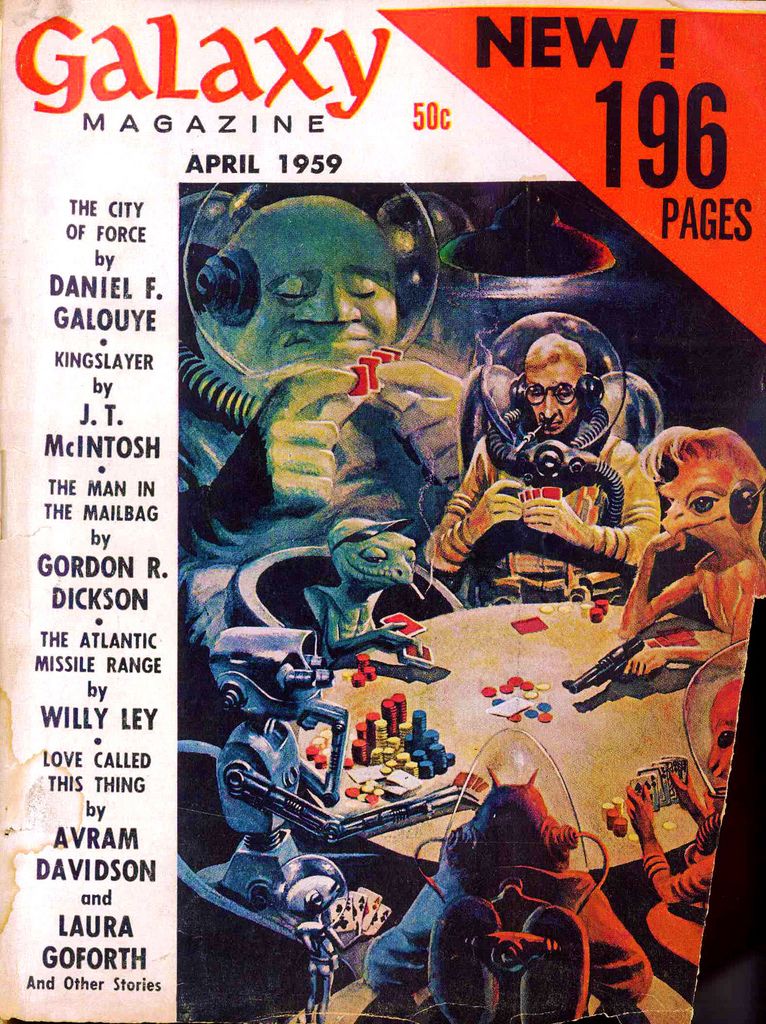 Galaxy
MAGAZINE
50c
APRIL 1959
NEW!
196
PAGES
THE CITY
OF FORCE
by
DANIEL F.
GALOUYE
•
KINGSLAYER
by
J. T.
McINTOSH
•
THE MAN IN
THE MAILBAG
by
GORDON R.
DICKSON
•
THE ATLANTIC
MISSILE RANGE
by
WILLY LEY
•
LOVE CALLED
THIS THING
by
AVRAM
DAVIDSON
and
LAURA
GOFORTH
And Other Stories